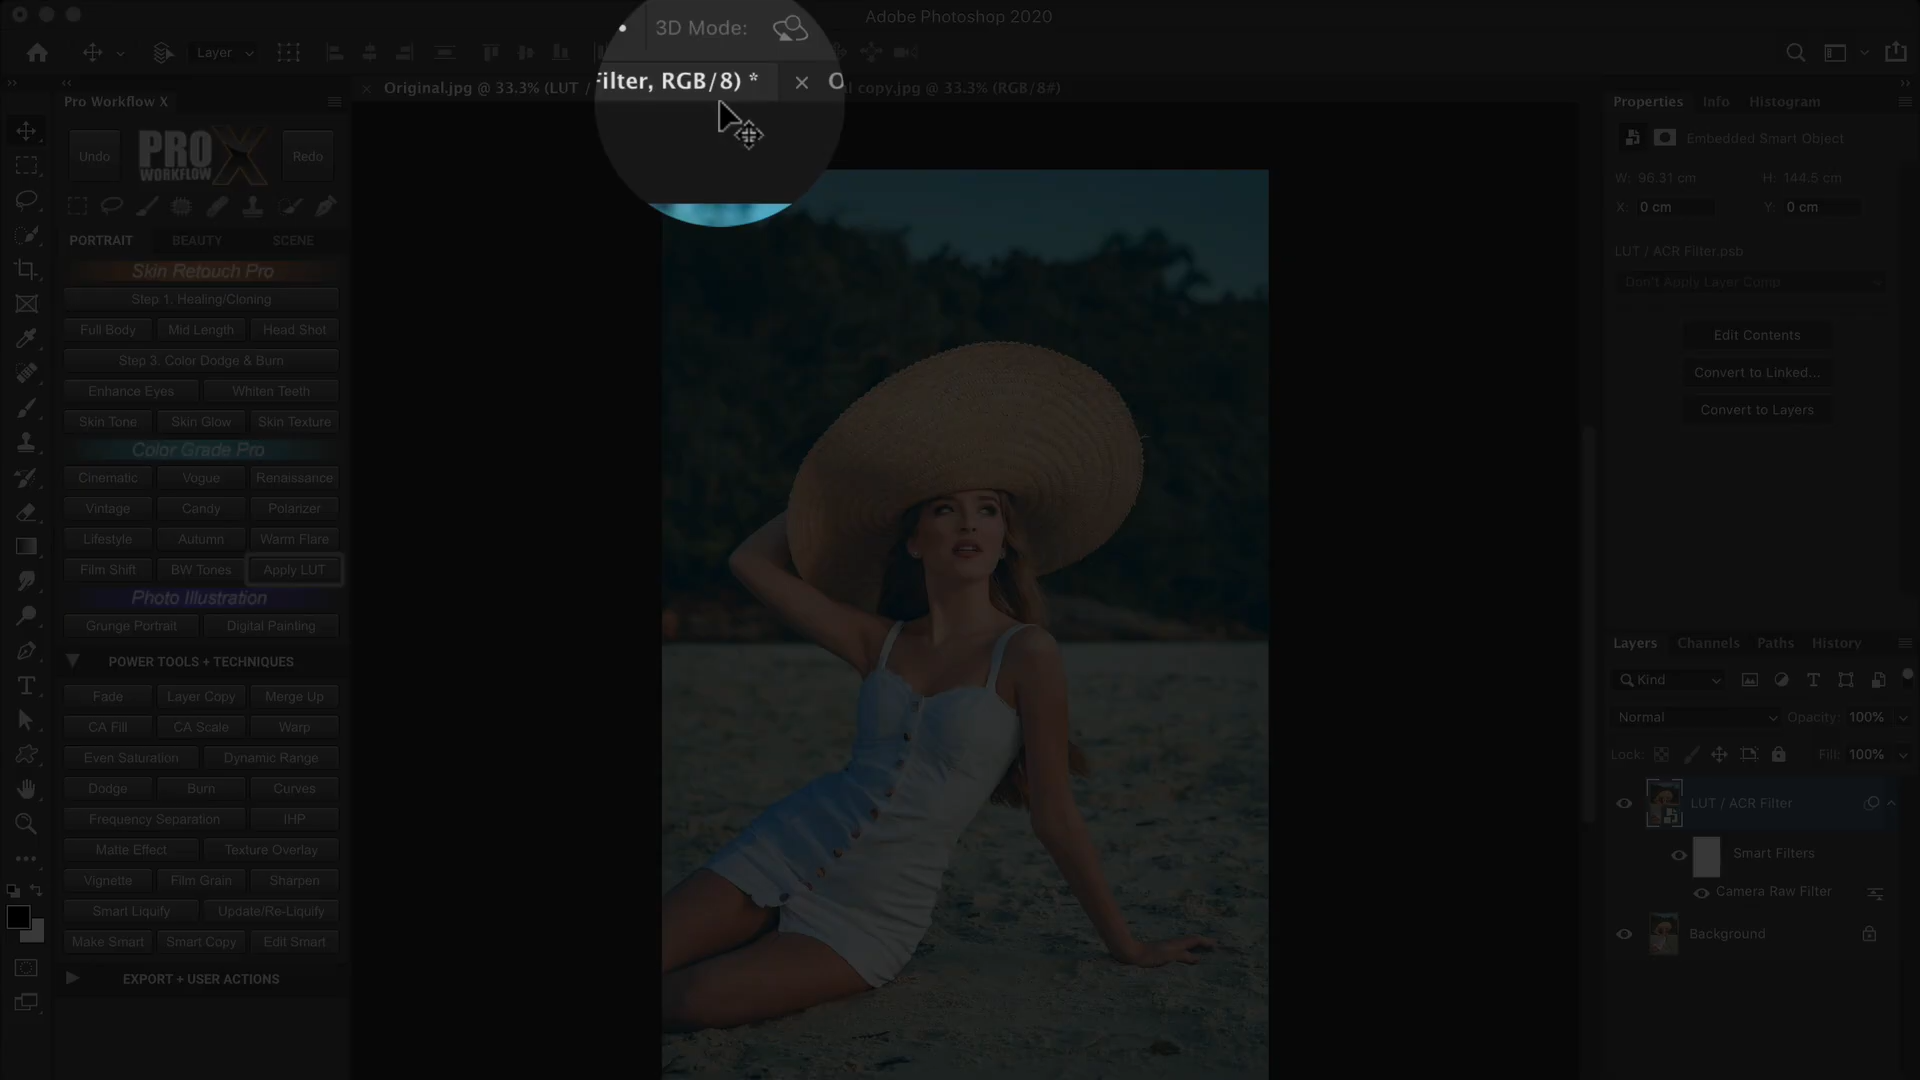 Adobe Photoshop 2020
3D Mode:
Layer
Original.jpg @ 33.3% (LUT /
Filter, RGB/8) *
copy.jpg @ 33.3% (RGB/8#)
Pro Workflow X
Undo
PRO X
WORKFLOW
Redo
PORTRAIT BEAUTY SCENE
Skin Retouch Pro
Step 1. Healing/Cloning
Full Body Mid Length Head Shot
Step 3. Color Dodge & Burn
Enhance Eyes Whiten Teeth
Skin Tone Skin Glow Skin Texture
Color Grade Pro
Cinematic Vogue Renaissance
Vintage Candy Polarizer
Lifestyle Autumn Warm Flare
Film Shift BW Tones Apply LUT
Photo Illustration
Grunge Portrait Digital Painting
POWER TOOLS + TECHNIQUES
Fade Layer Copy Merge Up
CA Fill CA Scale Warp
Even Saturation Dynamic Range
Dodge Burn Curves
Frequency Separation IHP
Matte Effect Texture Overlay
Vignette Film Grain Sharpen
Smart Liquify Update/Re-Liquify
Make Smart Smart Copy Edit Smart
EXPORT + USER ACTIONS
Properties Info Histogram
Embedded Smart Object
W: 96.31 cm H: 144.5 cm
X: 0 cm Y: 0 cm
LUT / ACR Filter.psb
Don't Apply Layer Comp
Edit Contents
Convert to Linked...
Convert to Layers
Layers Channels Paths History
Kind
Normal Opacity: 100%
Lock: Fill: 100%
LUT / ACR Filter
Smart Filters
Camera Raw Filter
Background